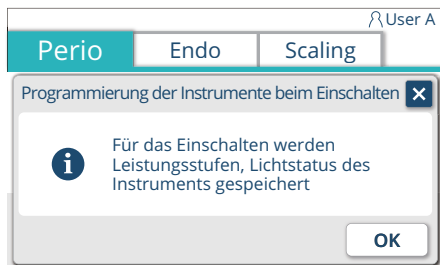 User A
Perio Endo Scaling
Programmierung der Instrumente beim Einschalten
Für das Einschalten werden
Leistungsstufen, Lichtstatus des
Instruments gespeichert
OK